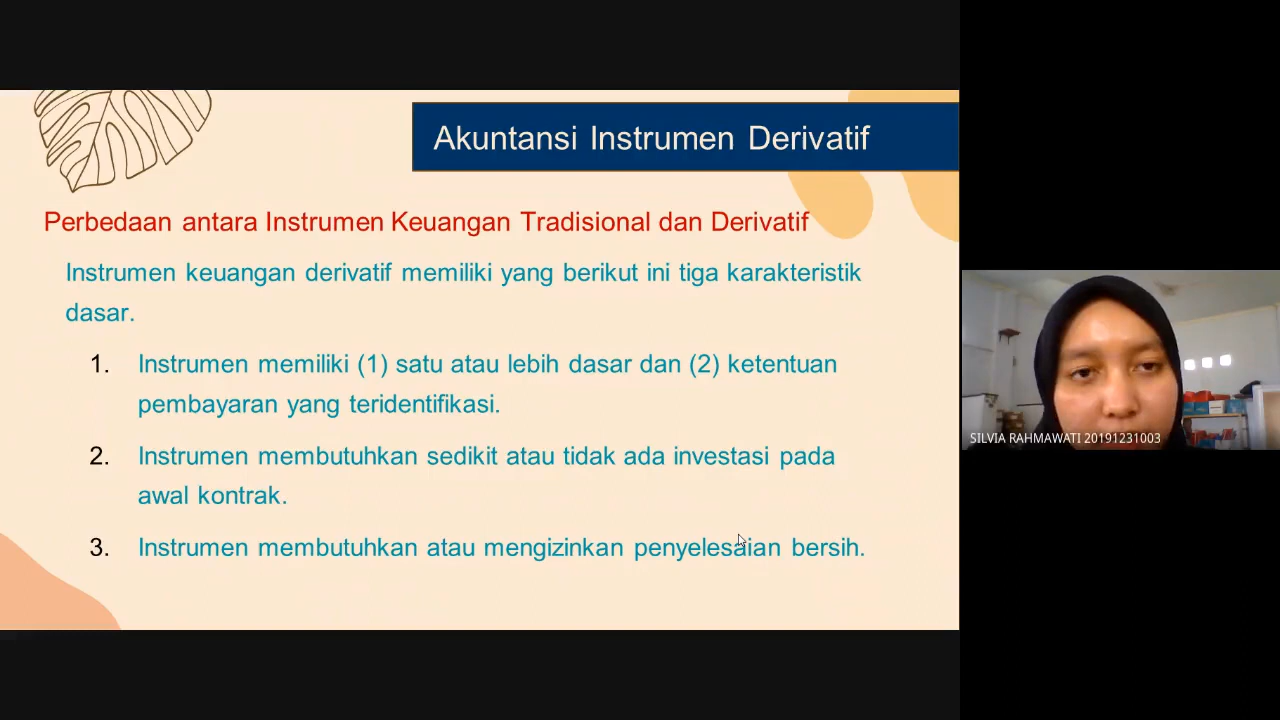 Akuntansi Instrumen Derivatif
Perbedaan antara Instrumen Keuangan Tradisional dan Derivatif
Instrumen keuangan derivatif memiliki yang berikut ini tiga karakteristik
dasar.
1. Instrumen memiliki (1) satu atau lebih dasar dan (2) ketentuan
pembayaran yang teridentifikasi.
2. Instrumen membutuhkan sedikit atau tidak ada investasi pada
awal kontrak.
3. Instrumen membutuhkan atau mengizinkan penyelesaian bersih.
SILVIA RAHMAWATI 20191231003